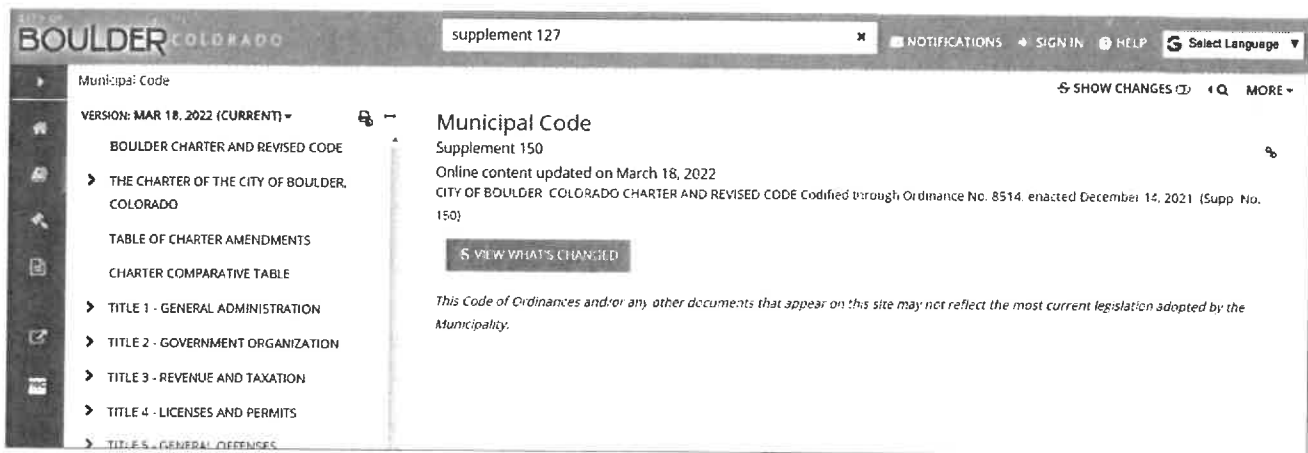 CITY OF
BOULDER COLORADO
supplement 127
NOTIFICATIONS SIGN IN HELP Select Language
Municipal Code
SHOW CHANGES MORE
VERSION: MAR 18, 2022 (CURRENT)
BOULDER CHARTER AND REVISED CODE
THE CHARTER OF THE CITY OF BOULDER,
COLORADO
TABLE OF CHARTER AMENDMENTS
CHARTER COMPARATIVE TABLE
TITLE 1 - GENERAL ADMINISTRATION
TITLE 2 - GOVERNMENT ORGANIZATION
TITLE 3 - REVENUE AND TAXATION
TITLE 4 - LICENSES AND PERMITS
TITLE 5 - GENERAL OFFENSES
Municipal Code
Supplement 150
Online content updated on March 18, 2022
CITY OF BOULDER COLORADO CHARTER AND REVISED CODE Codified through Ordinance No. 8514, enacted December 14, 2021 (Supp No.
150)
VIEW WHAT'S CHANGED
This Code of Ordinances and/or any other documents that appear on this site may not reflect the most current legislation adopted by the
Municipality.